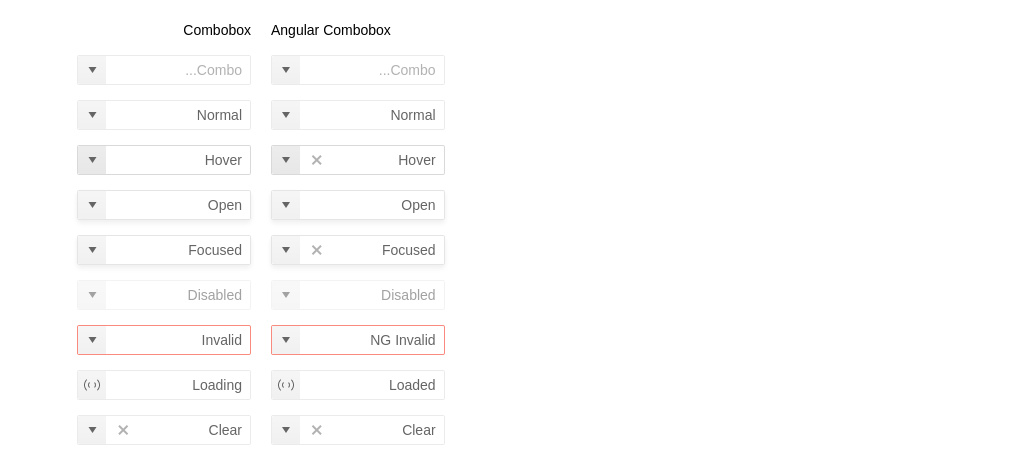 Combobox Angular Combobox
...Combo ...Combo
Normal Normal
Hover Hover
Open Open
Focused Focused
Disabled Disabled
Invalid NG Invalid
Loading Loaded
Clear Clear